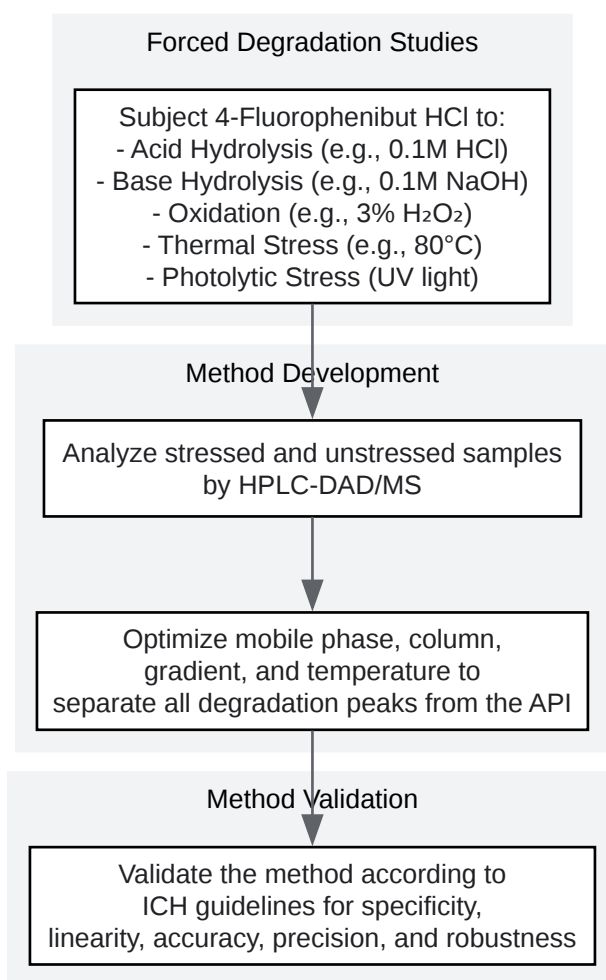 Forced Degradation Studies
Subject 4-Fluorophenibut HCl to:
- Acid Hydrolysis (e.g., 0.1M HCl)
- Base Hydrolysis (e.g., 0.1M NaOH)
- Oxidation (e.g., 3% H₂O₂)
- Thermal Stress (e.g., 80°C)
- Photolytic Stress (UV light)
Method Development
Analyze stressed and unstressed samples
by HPLC-DAD/MS
Optimize mobile phase, column,
gradient, and temperature to
separate all degradation peaks from the API
Method Validation
Validate the method according to
ICH guidelines for specificity,
linearity, accuracy, precision, and robustness